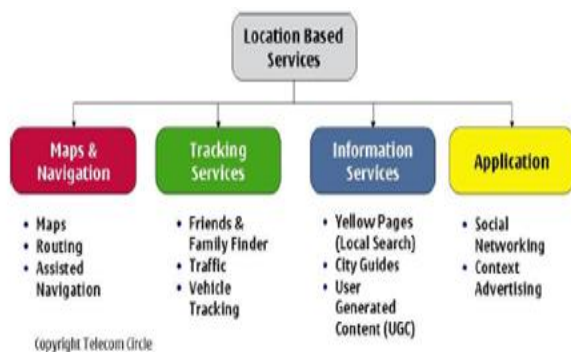 Location Based
Services
Maps &
Navigation
Tracking
Services
Information
Services
Application
• Maps
• Routing
• Assisted
Navigation
• Friends &
Family Finder
• Traffic
• Vehicle
Tracking
• Yellow Pages
(Local Search)
• City Guides
• User
Generated
Content (UGC)
• Social
Networking
• Context
Advertising
Copyright Telecom Circle